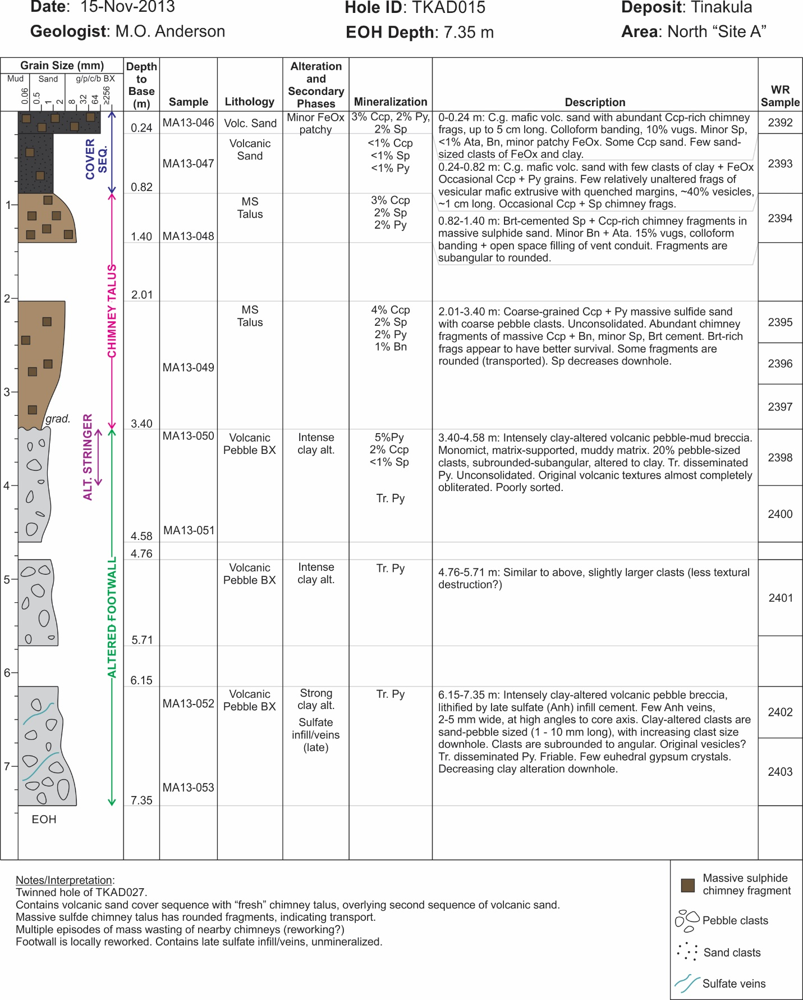 Date: 15-Nov-2013
Hole ID: TKAD015
Deposit: Tinakula
Geologist: M.O. Anderson
EOH Depth: 7.35 m
Area: North “Site A”
Grain Size (mm)
Mud
Sand
g/p/c/b BX
0.06
0.5
1
2
8
32
64
≥256
Depth
to
Base
(m)
Sample
Lithology
Alteration
and
Secondary
Phases
Mineralization
Description
WR
Sample
COVER
SEQ.
0.24
MA13-046
Volc. Sand
Minor FeOx
patchy
3% Ccp, 2% Py,
2% Sp
0-0.24 m: C.g. mafic volc. sand with abundant Ccp-rich chimney
frags, up to 5 cm long. Colloform banding, 10% vugs. Minor Sp,
<1% Ata, Bn, minor patchy FeOx. Some Ccp sand. Few sand-
sized clasts of FeOx and clay.
2392
0.82
MA13-047
Volcanic
Sand
<1% Ccp
<1% Sp
<1% Py
0.24-0.82 m: C.g. mafic volc. sand with few clasts of clay + FeOx
Occasional Ccp + Py grains. Few relatively unaltered frags of
vesicular mafic extrusive with quenched margins, ~40% vesicles,
~1 cm long. Occasional Ccp + Sp chimney frags.
2393
1
CHIMNEY TALUS
1.40
MA13-048
MS
Talus
3% Ccp
2% Sp
2% Py
0.82-1.40 m: Brt-cemented Sp + Ccp-rich chimney fragments in
massive sulphide sand. Minor Bn + Ata. 15% vugs, colloform
banding + open space filling of vent conduit. Fragments are
subangular to rounded.
2394
2
2.01
3
grad.
3.40
MA13-049
MS
Talus
4% Ccp
2% Sp
2% Py
1% Bn
2.01-3.40 m: Coarse-grained Ccp + Py massive sulfide sand
with coarse pebble clasts. Unconsolidated. Abundant chimney
fragments of massive Ccp + Bn, minor Sp, Brt cement. Brt-rich
frags appear to have better survival. Some fragments are
rounded (transported). Sp decreases downhole.
2395
2396
2397
ALT. STRINGER
ALTERED FOOTWALL
4
4.58
MA13-050
MA13-051
Volcanic
Pebble BX
Intense
clay alt.
5%Py
2% Ccp
<1% Sp
Tr. Py
3.40-4.58 m: Intensely clay-altered volcanic pebble-mud breccia.
Monomict, matrix-supported, muddy matrix. 20% pebble-sized
clasts, subrounded-subangular, altered to clay. Tr. disseminated
Py. Unconsolidated. Original volcanic textures almost completely
obliterated. Poorly sorted.
2398
2400
4.76
5
5.71
Volcanic
Pebble BX
Intense
clay alt.
Tr. Py
4.76-5.71 m: Similar to above, slightly larger clasts (less textural
destruction?)
2401
6
6.15
7
7.35
MA13-052
MA13-053
Volcanic
Pebble BX
Strong
clay alt.
Sulfate
infill/veins
(late)
Tr. Py
6.15-7.35 m: Intensely clay-altered volcanic pebble breccia,
lithified by late sulfate (Anh) infill cement. Few Anh veins,
2-5 mm wide, at high angles to core axis. Clay-altered clasts are
sand-pebble sized (1 - 10 mm long), with increasing clast size
downhole. Clasts are subrounded to angular. Original vesicles?
Tr. disseminated Py. Friable. Few euhedral gypsum crystals.
Decreasing clay alteration downhole.
2402
2403
EOH
Notes/Interpretation:
Twinned hole of TKAD027.
Contains volcanic sand cover sequence with “fresh” chimney talus, overlying second sequence of volcanic sand.
Massive sulfde chimney talus has rounded fragments, indicating transport.
Multiple episodes of mass wasting of nearby chimneys (reworking?)
Footwall is locally reworked. Contains late sulfate infill/veins, unmineralized.
Massive sulphide
chimney fragment
Pebble clasts
Sand clasts
Sulfate veins